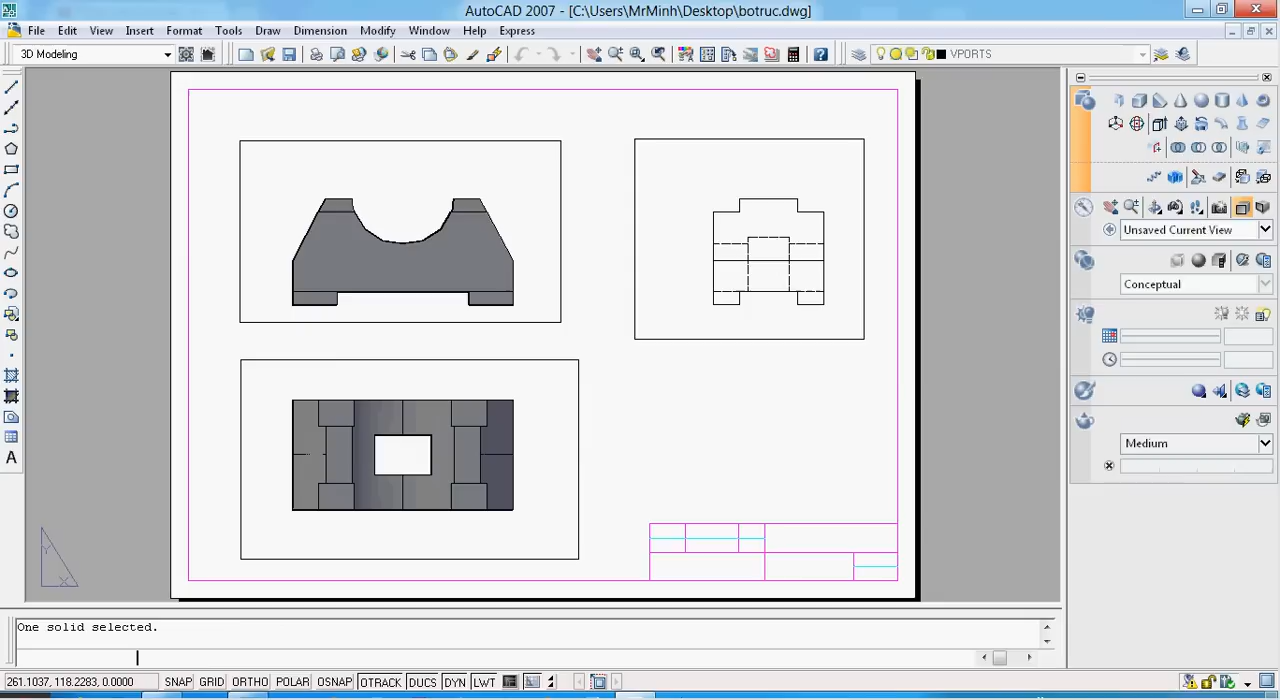 AutoCAD 2007 - [C:\Users\MrMinh\Desktop\botruc.dwg]
File Edit View Insert Format Tools Draw Dimension Modify Window Help Express
3D Modeling
VPORTS
Unsaved Current View
Conceptual
Medium
A
Y
X
One solid selected.
261.1037, 118.2283, 0.0000 SNAP GRID ORTHO POLAR OSNAP OTRACK DUCS DYN LWT